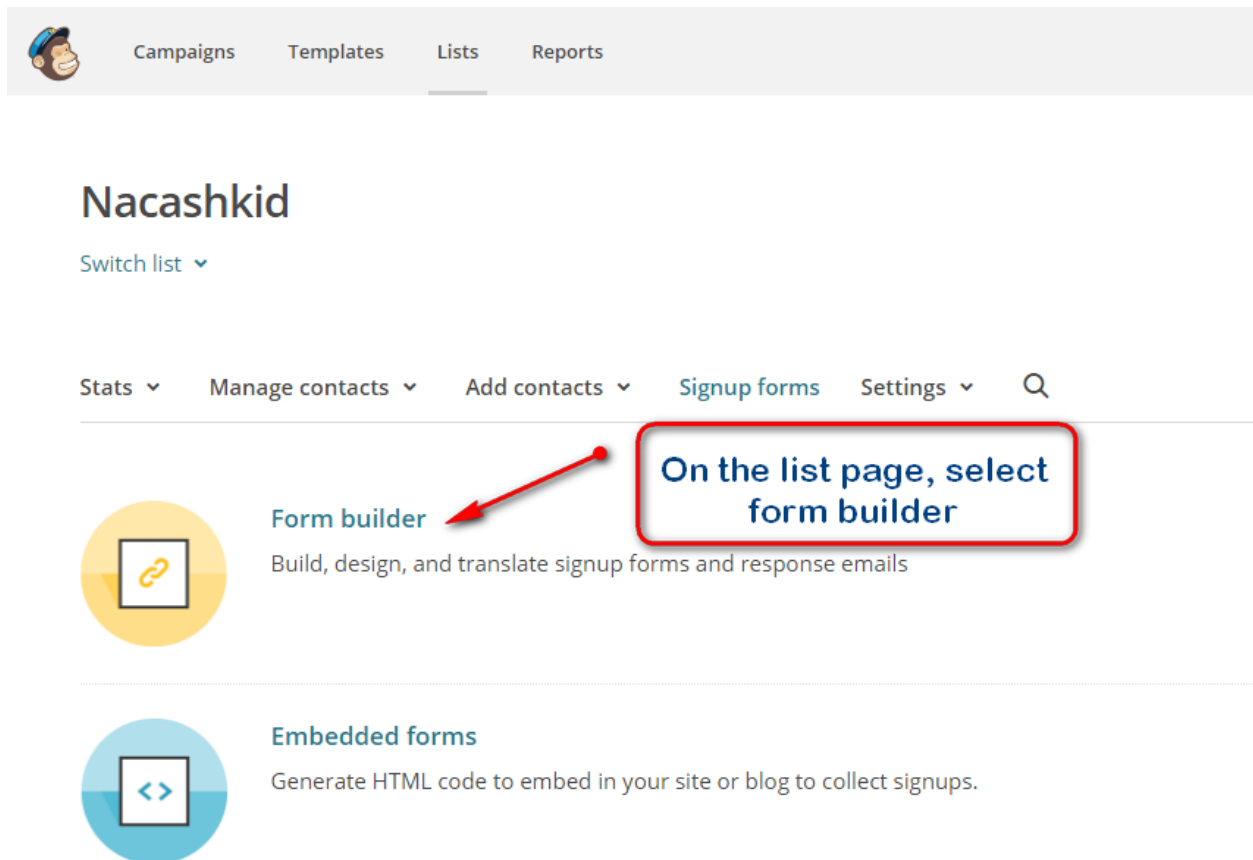 Campaigns Templates Lists Reports
Nacashkid
Switch list
Stats Manage contacts Add contacts Signup forms Settings
On the list page, select
form builder
Form builder
Build, design, and translate signup forms and response emails
Embedded forms
Generate HTML code to embed in your site or blog to collect signups.